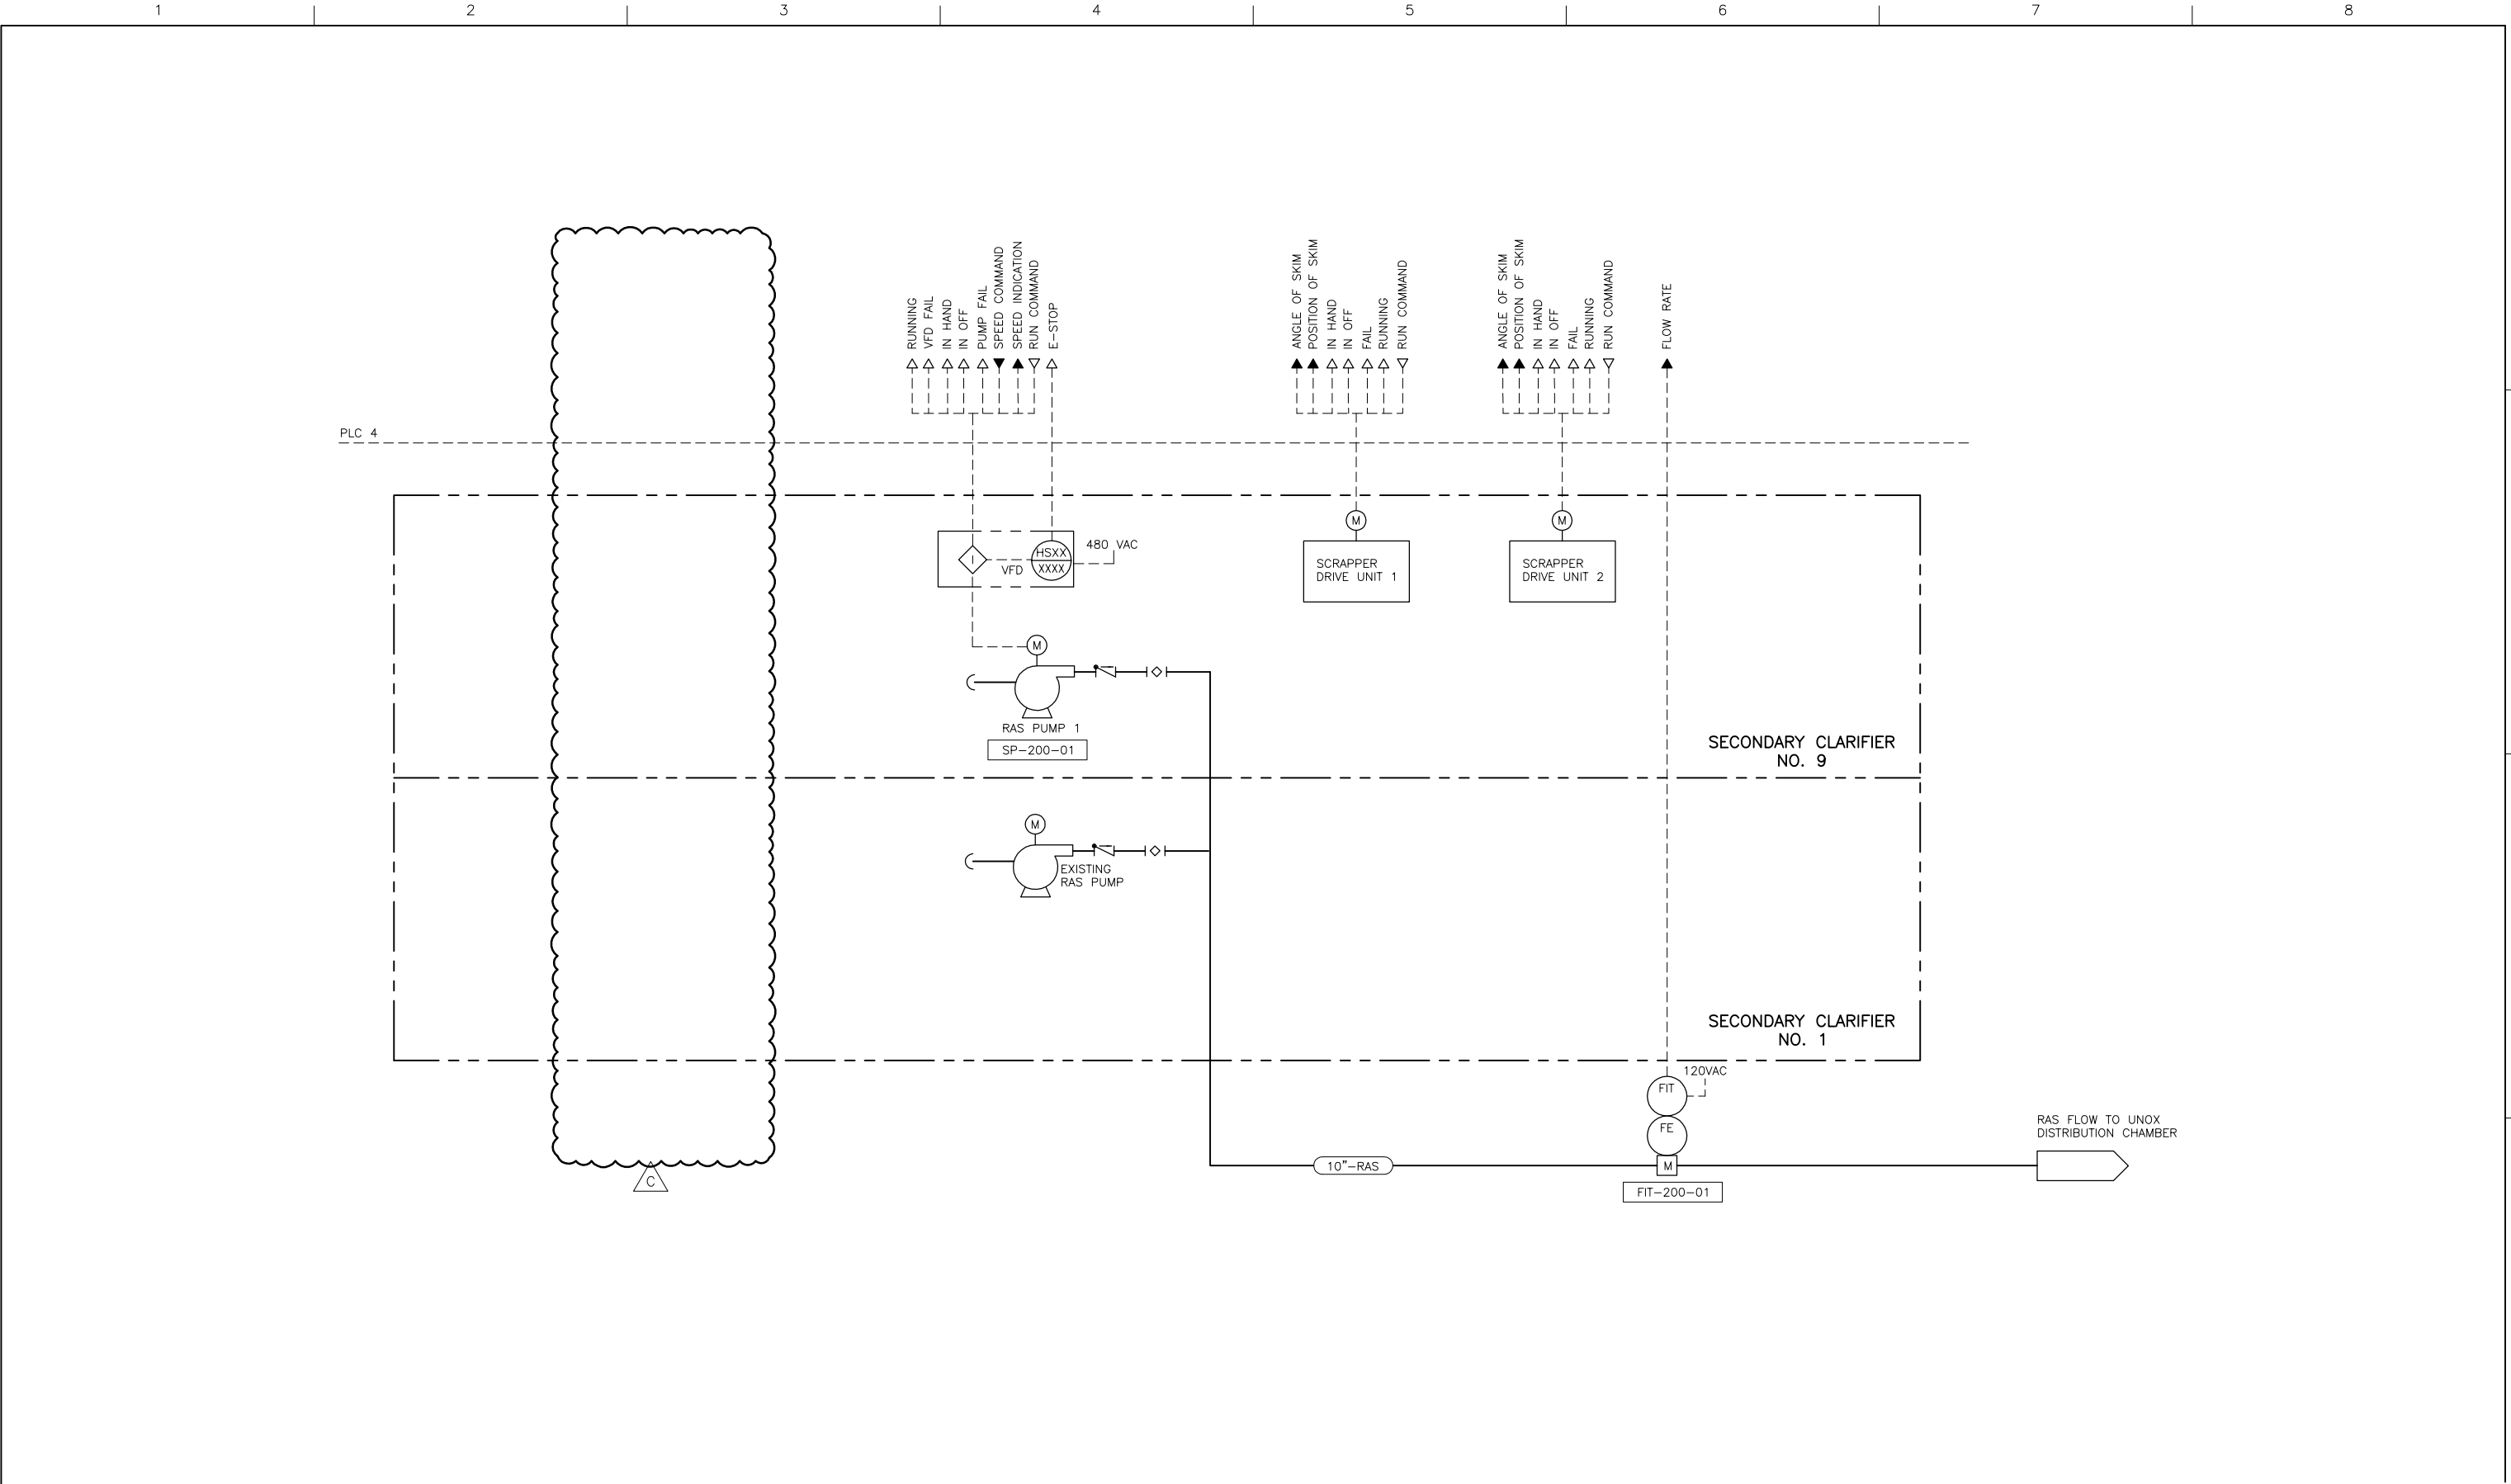 1 2 3 4 5 6 7 8
RUNNING
VFD FAIL
IN HAND
IN OFF
PUMP FAIL
SPEED COMMAND
SPEED INDICATION
RUN COMMAND
E-STOP
ANGLE OF SKIM
POSITION OF SKIM
IN HAND
IN OFF
FAIL
RUNNING
RUN COMMAND
ANGLE OF SKIM
POSITION OF SKIM
IN HAND
IN OFF
FAIL
RUNNING
RUN COMMAND
FLOW RATE
PLC 4
M
M
HSXX
XXXX
VFD
480 VAC
SCRAPPER
DRIVE UNIT 1
SCRAPPER
DRIVE UNIT 2
M
RAS PUMP 1
SP-200-01
SECONDARY CLARIFIER
NO. 9
M
EXISTING
RAS PUMP
SECONDARY CLARIFIER
NO. 1
120VAC
FIT
FE
M
FIT-200-01
10"-RAS
RAS FLOW TO UNOX
DISTRIBUTION CHAMBER
C